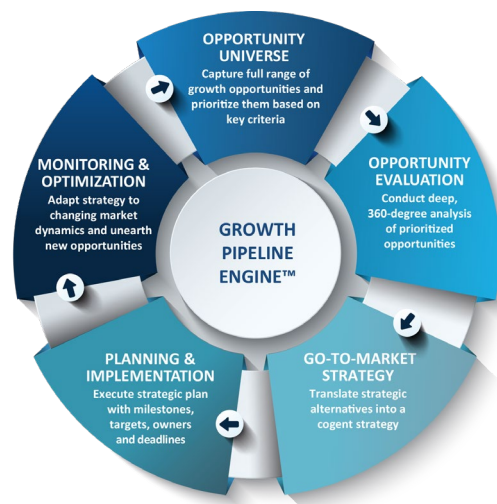 OPPORTUNITY
UNIVERSE
Capture full range of
growth opportunities and
prioritize them based on
key criteria
OPPORTUNITY
EVALUATION
Conduct deep,
360-degree analysis
of prioritized
opportunities
GO-TO-MARKET
STRATEGY
Translate strategic
alternatives into a
cogent strategy
PLANNING &
IMPLEMENTATION
Execute strategic plan
with milestones,
targets, owners
and deadlines
MONITORING &
OPTIMIZATION
Adapt strategy to
changing market
dynamics and unearth
new opportunities
GROWTH
PIPELINE
ENGINE™